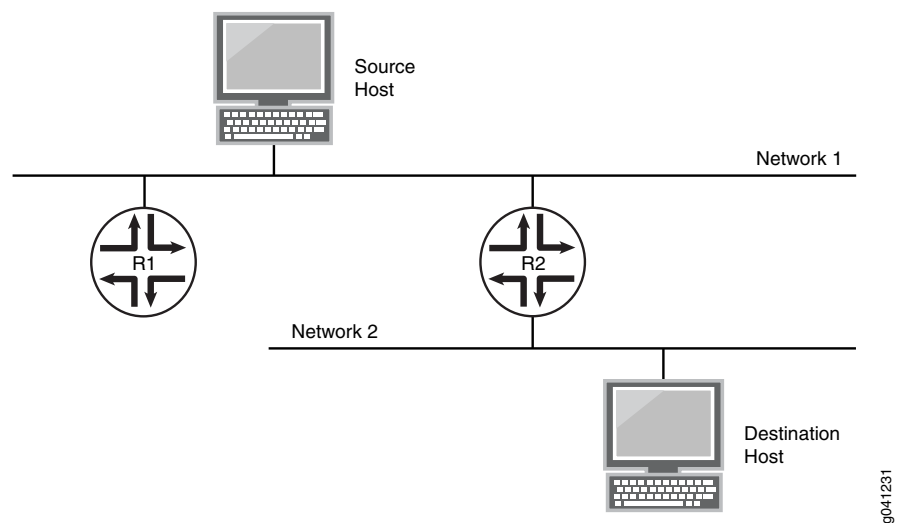 Source
Host
Network 1
R1
R2
Network 2
Destination
Host
g041231